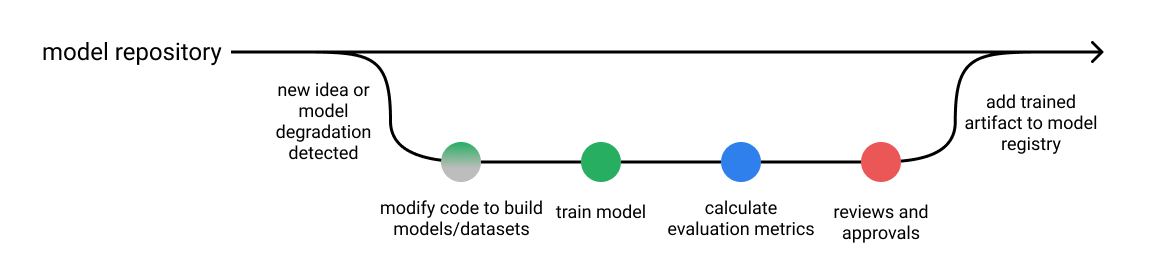 model repository
new idea or
model
degradation
detected
modify code to build
models/datasets
train model
calculate
evaluation metrics
reviews and
approvals
add trained
artifact to model
registry